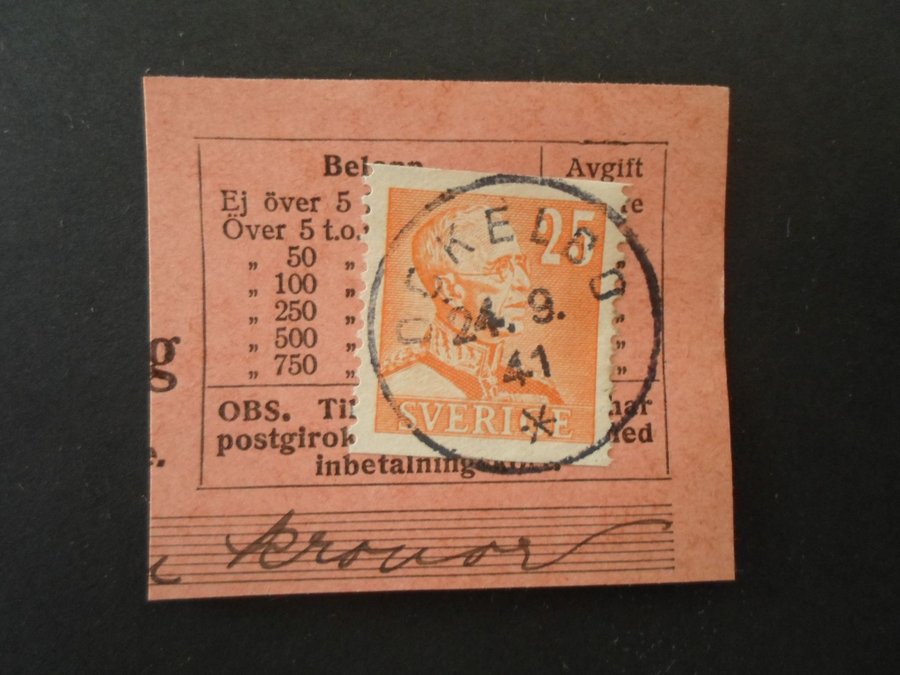 Avgift
Ej över 5
Över 5 t.o.
„ 50 „
„ 100 „ „
„ 250 „ „
„ 500 „ „
„ 750 „ „
OBS.
postgirok
inbetalning
g
e.
kronor
25
SVERIGE
24.9.
41
*